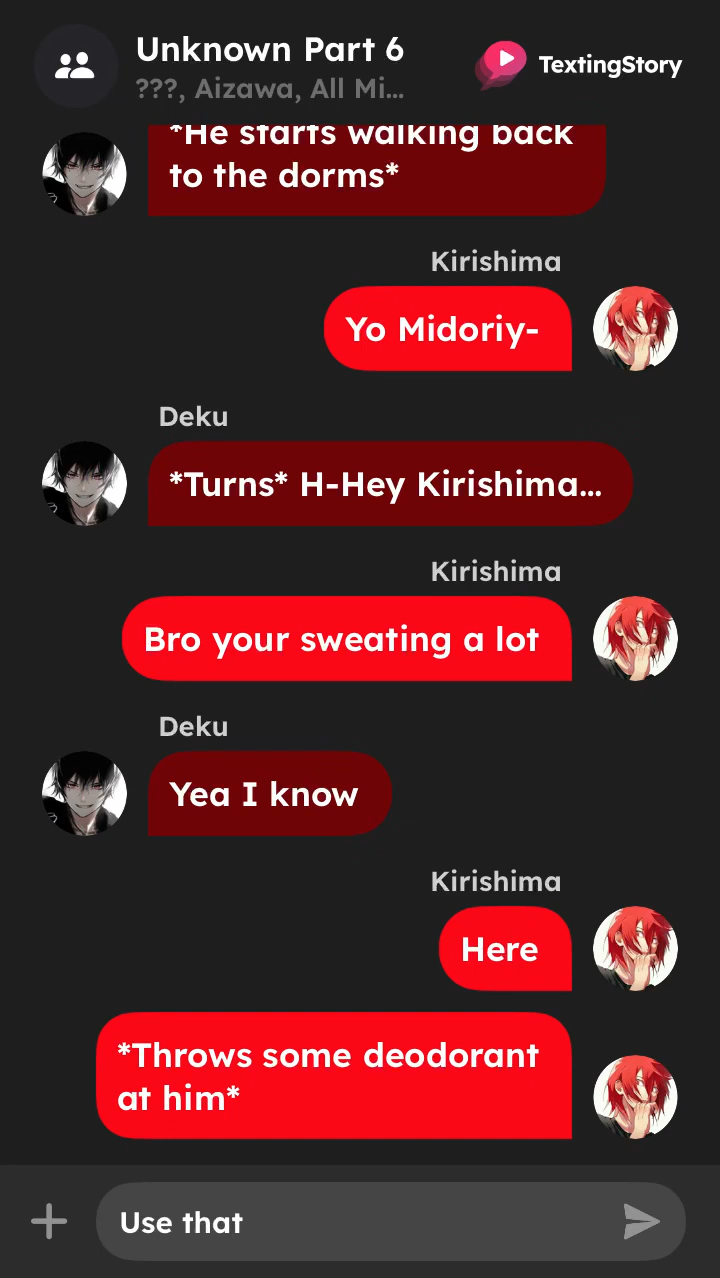 Unknown Part 6
???, Aizawa, All Mi...
TextingStory
*He starts walking back
to the dorms*
Kirishima
Yo Midoriy-
Deku
*Turns* H-Hey Kirishima...
Kirishima
Bro your sweating a lot
Deku
Yea I know
Kirishima
Here
*Throws some deodorant
at him*
Use that